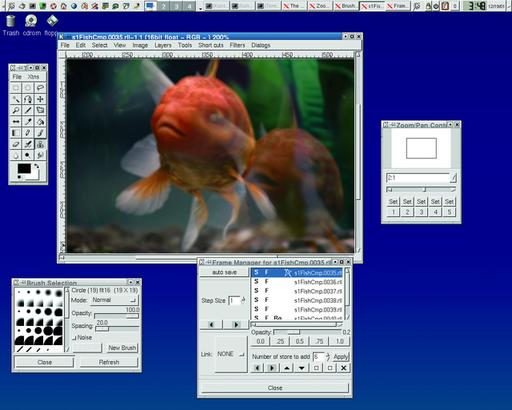 1 2 3 4
The
Zoo..
Brush.
s1Fis..
Fram..
3:48
Trash
cdrom
s1FishCmp.0035.rll-1.1 (16bit float - RGB - ) 200%
File Edit Select View Image Layers Tools Short cuts Filters Dialogs
File Xtns
Zoom/Pan Cont
2:1
Set Set Set Set Set
1 2 3 4 5
Brush Selection
Circle (19) fit16 (19 X 19)
Mode: Normal
Opacity: 100.0
Spacing: 20.0
Noise
New Brush
Close Refresh
Frame Manager for s1FishCmp.0035.rll
auto save
Step Size 1
Link: NONE
S F s1FishCmp.0035.rll
S F s1FishCmp.0036.rll
S F s1FishCmp.0037.rll
S F s1FishCmp.0038.rll
S F s1FishCmp.0039.rll
S F Bg s1FishCmp.0040.rll
Opacity: 0.2
0.0 .25 0.5 .75 1.0
Number of store to add 6 Apply
Close